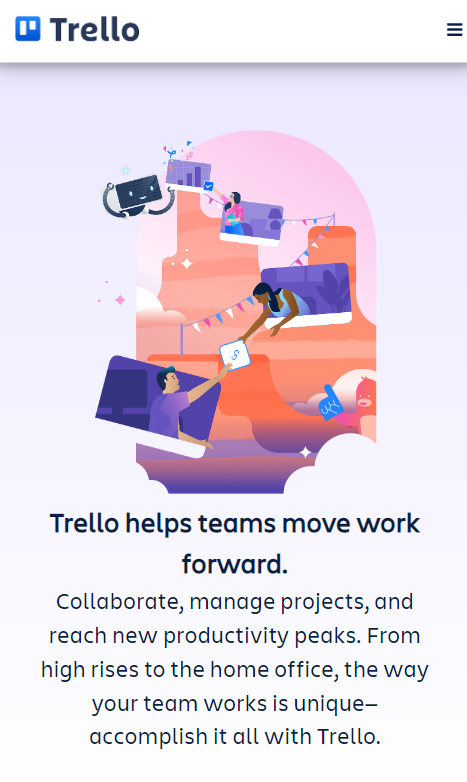 Trello
Trello helps teams move work
forward.
Collaborate, manage projects, and
reach new productivity peaks. From
high rises to the home office, the way
your team works is unique–
accomplish it all with Trello.